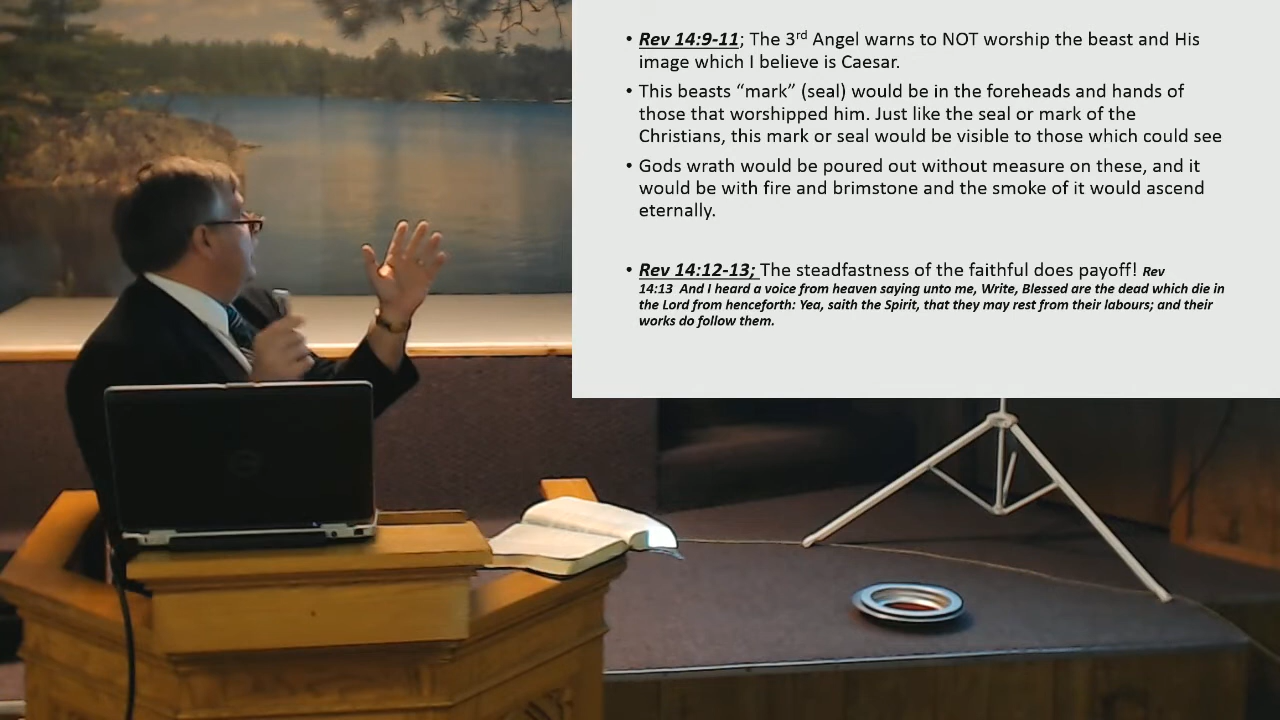 • Rev 14:9-11; The 3rd Angel warns to NOT worship the beast and His
image which I believe is Caesar.
• This beasts “mark” (seal) would be in the foreheads and hands of
those that worshipped him. Just like the seal or mark of the
Christians, this mark or seal would be visible to those which could see
• Gods wrath would be poured out without measure on these, and it
would be with fire and brimstone and the smoke of it would ascend
eternally.
• Rev 14:12-13; The steadfastness of the faithful does payoff! Rev
14:13 And I heard a voice from heaven saying unto me, Write, Blessed are the dead which die in
the Lord from henceforth: Yea, saith the Spirit, that they may rest from their labours; and their
works do follow them.